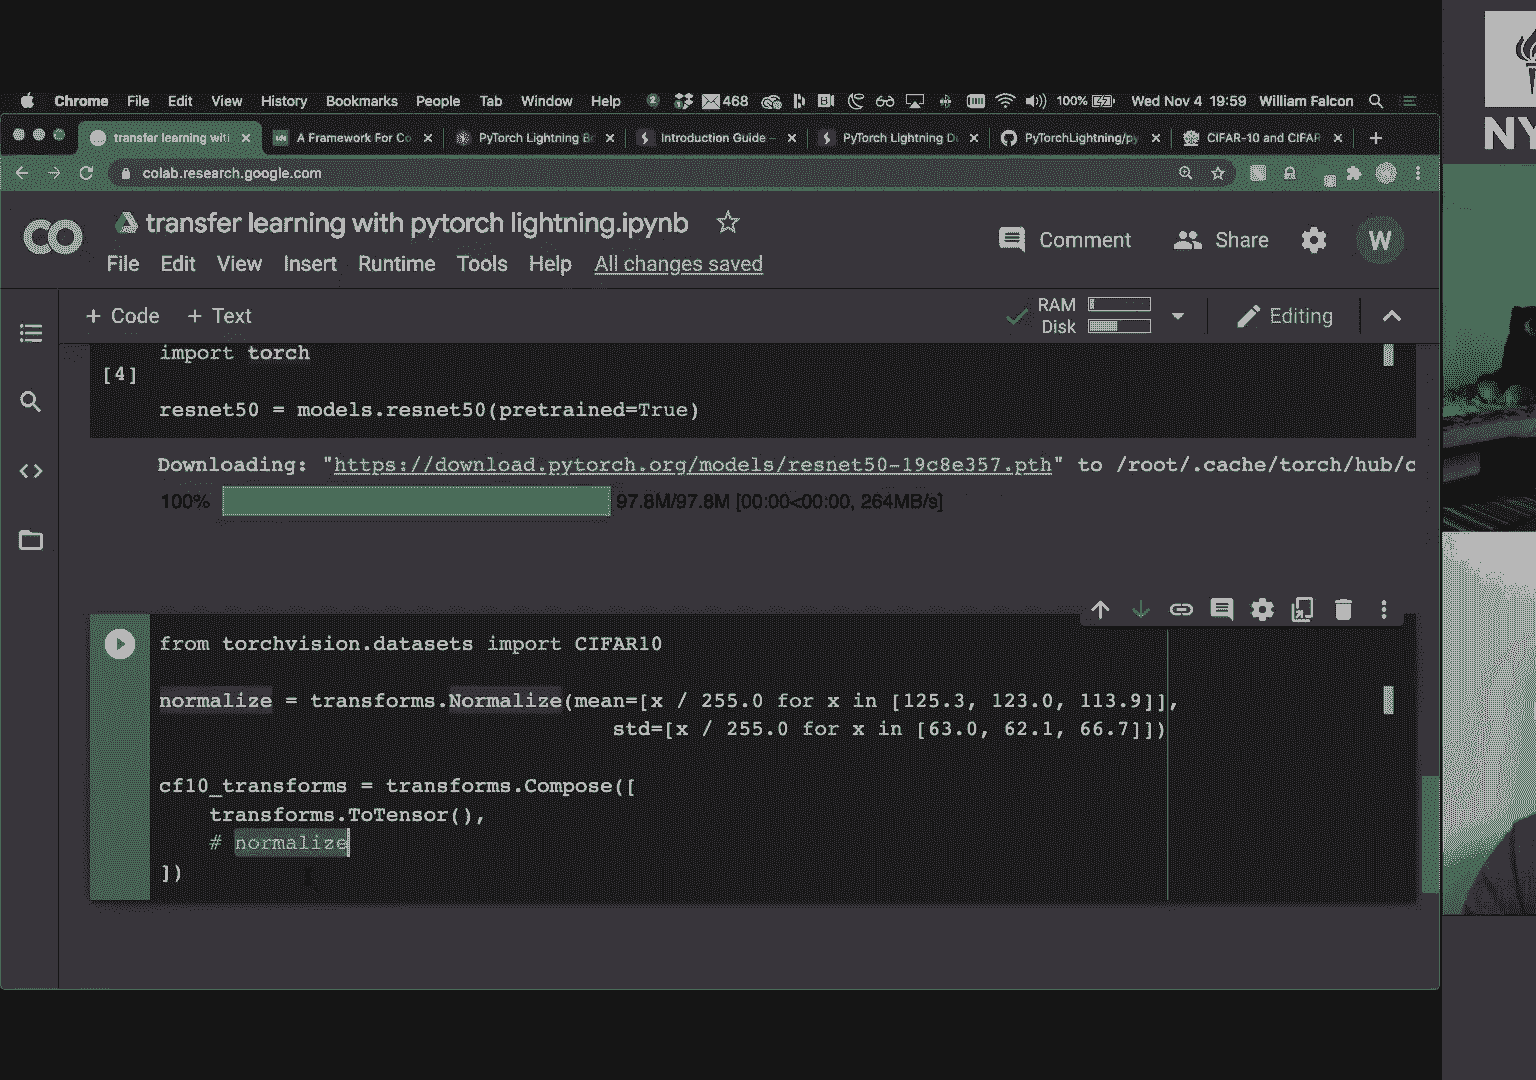 Chrome File Edit View History Bookmarks People Tab Window Help 2 468 100% Wed Nov 4 19:59 William Falcon
transfer learning wit A Framework For Co PyTorch Lightning B Introduction Guide – PyTorch Lightning D PyTorchLightning/py CIFAR-10 and CIFAR
colab.research.google.com
NY
CO transfer learning with pytorch lightning.ipynb
Comment Share W
File Edit View Insert Runtime Tools Help All changes saved
+ Code + Text RAM Disk Editing
import torch
[4]
resnet50 = models.resnet50(pretrained=True)
Downloading: "https://download.pytorch.org/models/resnet50-19c8e357.pth" to /root/.cache/torch/hub/c
100% 97.8M/97.8M [00:00<00:00, 264MB/s]
from torchvision.datasets import CIFAR10
normalize = transforms.Normalize(mean=[x / 255.0 for x in [125.3, 123.0, 113.9]],
std=[x / 255.0 for x in [63.0, 62.1, 66.7]])
cf10_transforms = transforms.Compose([
transforms.ToTensor(),
# normalize
])